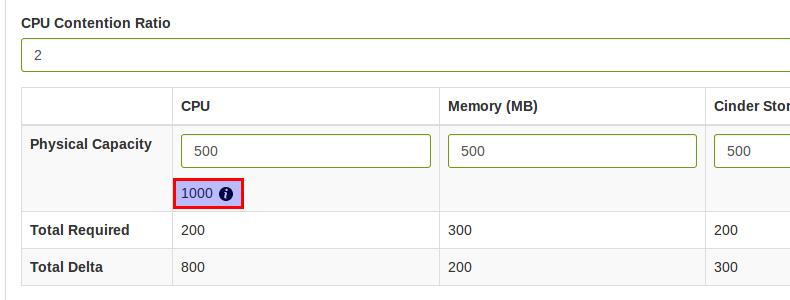 CPU Contention Ratio
2
CPU Memory (MB) Cinder Stor
Physical Capacity 500 500 500
1000
Total Required 200 300 200
Total Delta 800 200 300